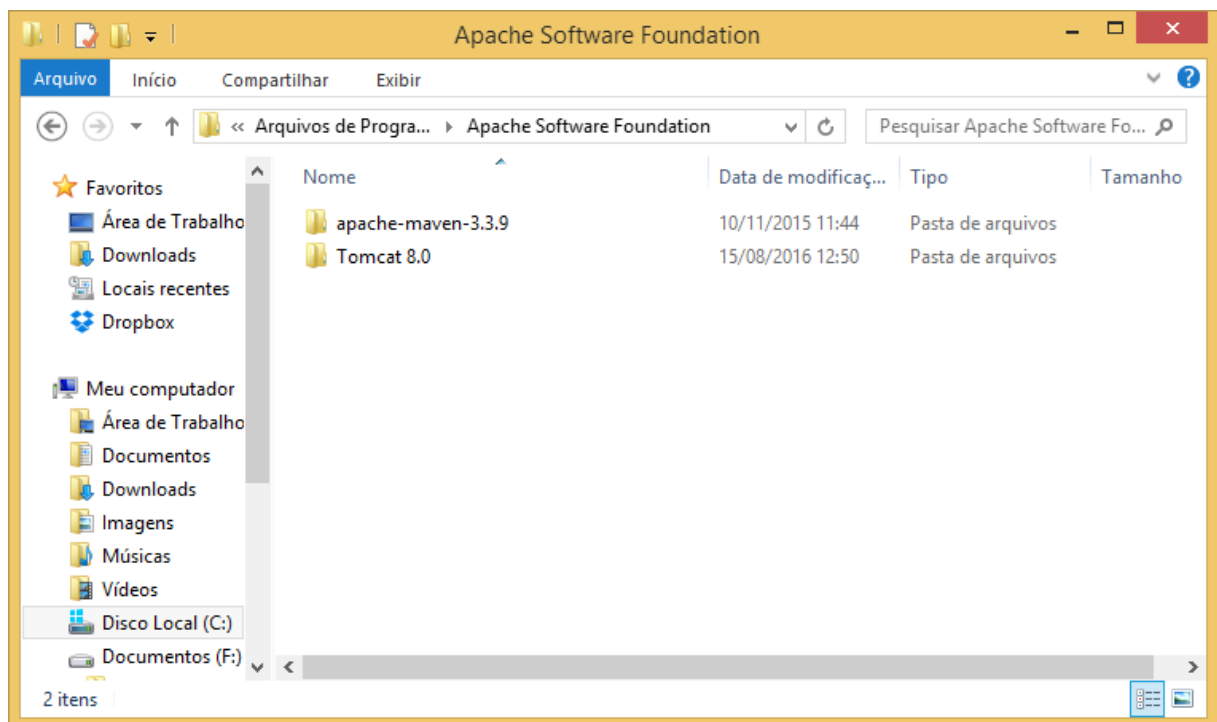 Apache Software Foundation
Arquivo Início Compartilhar Exibir
« Arquivos de Progra... Apache Software Foundation Pesquisar Apache Software Fo...
Favoritos
Área de Trabalho
Downloads
Locais recentes
Dropbox
Meu computador
Área de Trabalho
Documentos
Downloads
Imagens
Músicas
Vídeos
Disco Local (C:)
Documentos (F:)
Nome Data de modificaç... Tipo Tamanho
apache-maven-3.3.9 10/11/2015 11:44 Pasta de arquivos
Tomcat 8.0 15/08/2016 12:50 Pasta de arquivos
2 itens